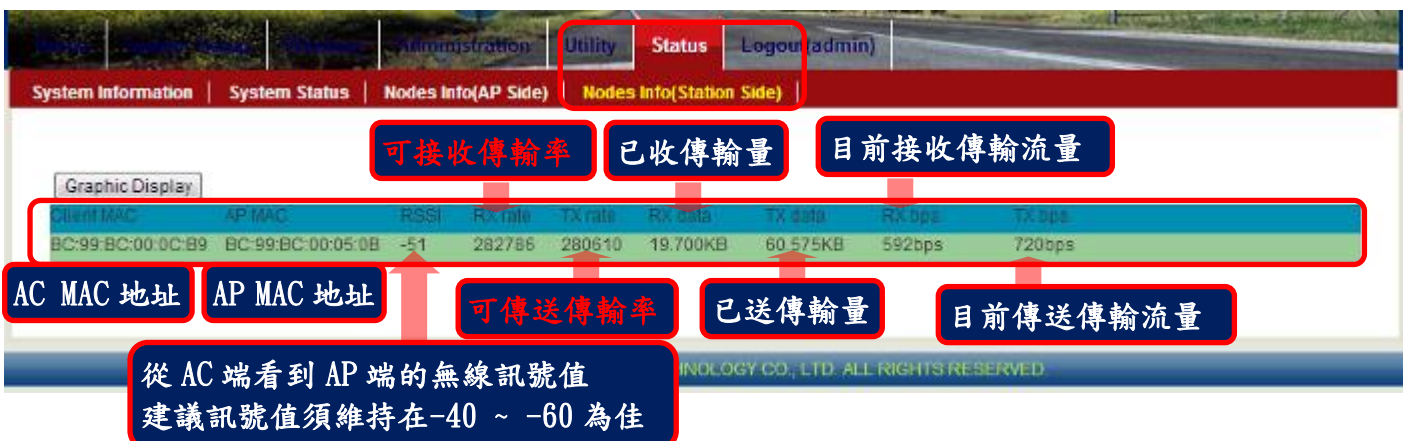 Administration Utility Status Logout(admin)
System Information | System Status | Nodes Info(AP Side) | Nodes Info(Station Side) |
可接收傳輸率 已收傳輸量 目前接收傳輸流量
Graphic Display
Client MAC AP MAC RSSI RX rate TX rate RX data TX data RX bps TX bps
BC:99:BC:00:0C:B9 BC:99:BC:00:05:0B -51 282786 280610 19.700KB 60.575KB 592bps 720bps
AC MAC 地址 AP MAC 地址 可傳送傳輸率 已送傳輸量 目前傳送傳輸流量
從 AC 端看到 AP 端的無線訊號值
建議訊號值須維持在-40 ~ -60 為佳
CO., LTD. ALL RIGHTS RESERVED.